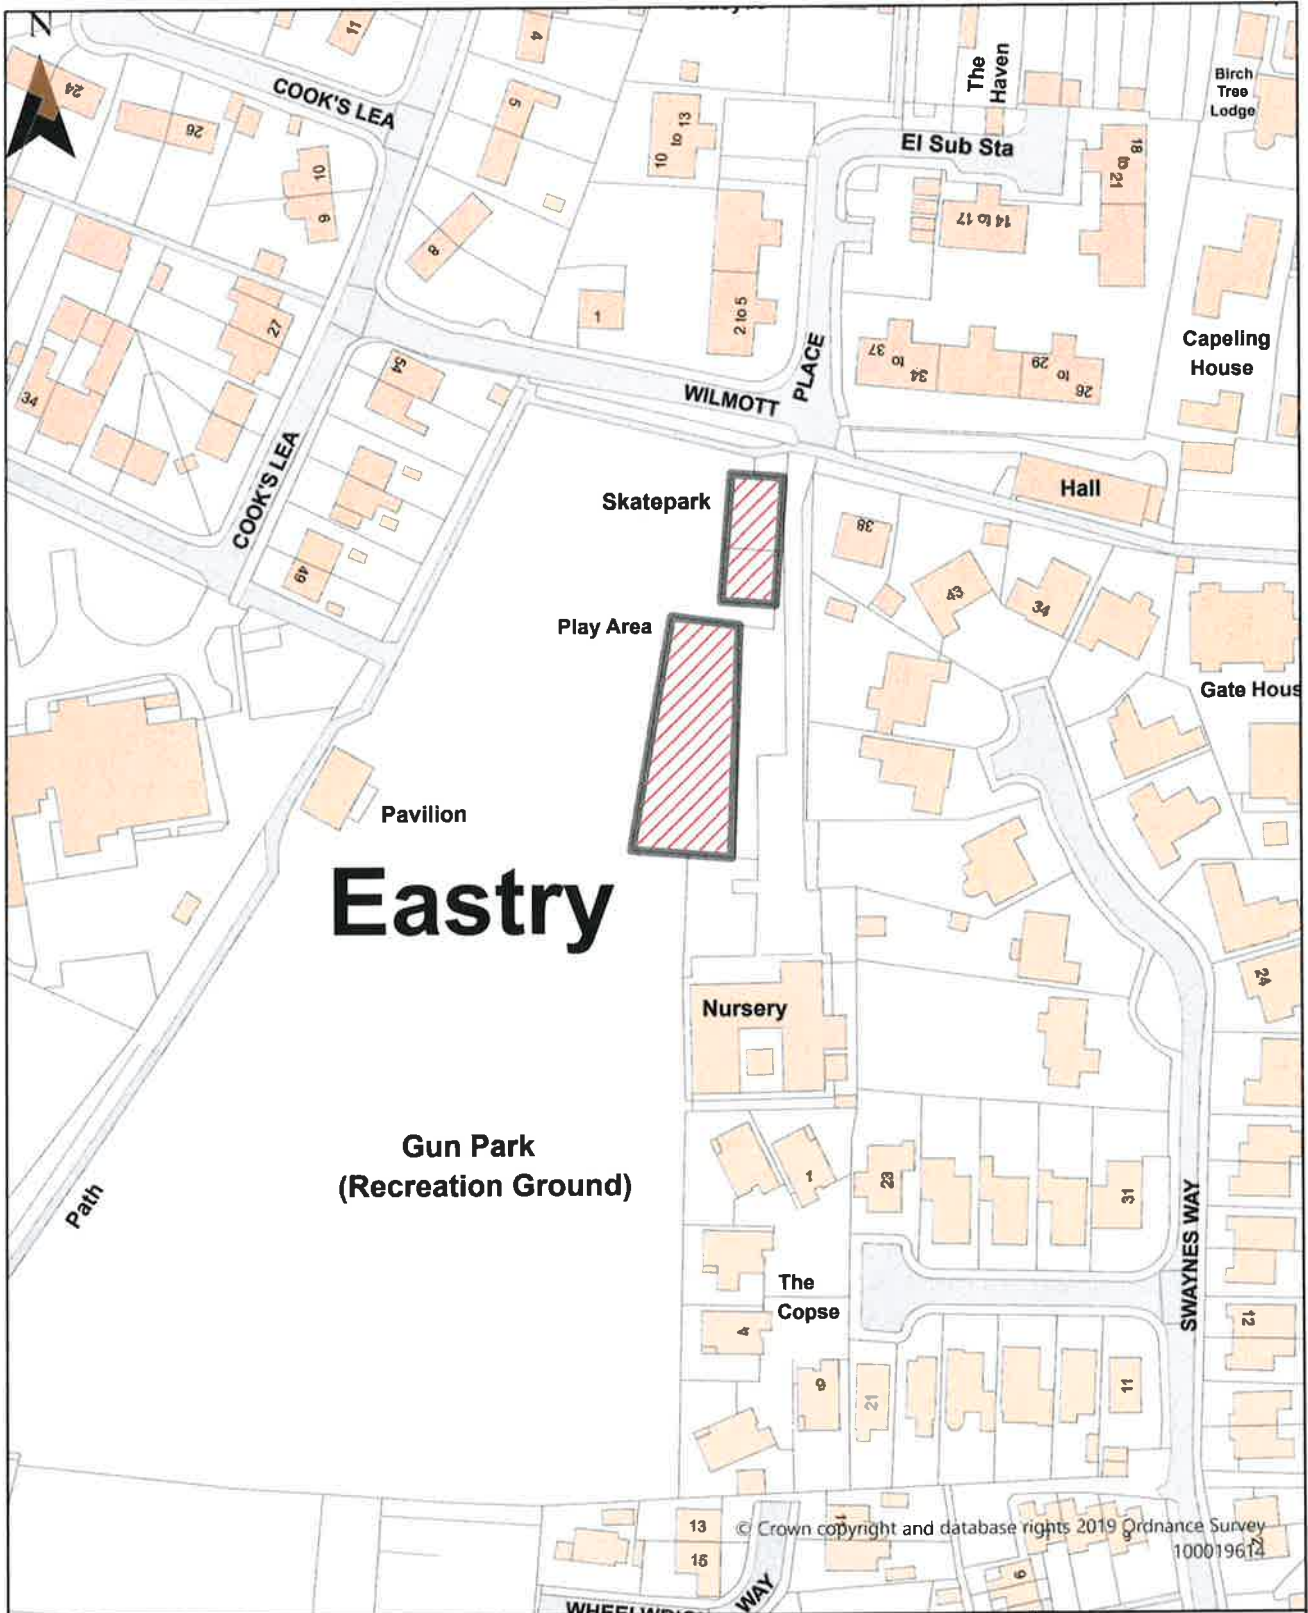 N
11
4
The
Haven
Birch
Tree
Lodge
24
COOK'S LEA
5
26
10
to
13
El Sub Sta
18
to
21
10
9
14 to 17
8
27
1
2 to 5
Capeling
House
37
to
34
29
to
26
54
PLACE
WILMOTT
34
COOK'S LEA
Skatepark
Hall
38
49
43
34
Play Area
Gate Hous
Pavilion
Eastry
24
Nursery
Gun Park
(Recreation Ground)
1
23
31
Path
SWAYNES WAY
The
Copse
4
12
9
21
11
13
© Crown copyright and database rights 2019 Ordnance Survey
100019614
15
WAY